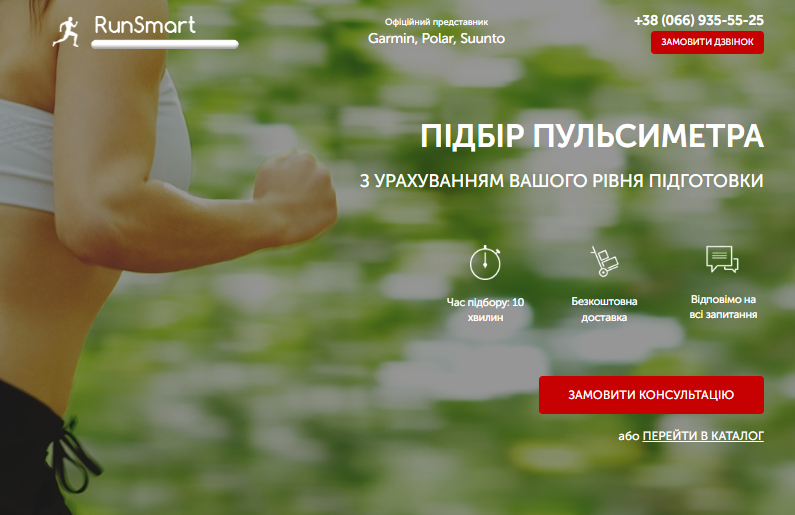 RunSmart
Офіційний представник
Garmin, Polar, Suunto
+38 (066) 935-55-25
ЗАМОВИТИ ДЗВІНОК
ПІДБІР ПУЛЬСИМЕТРА
З УРАХУВАННЯМ ВАШОГО РІВНЯ ПІДГОТОВКИ
Час підбору: 10
хвилин
Безкоштовна
доставка
Відповімо на
всі запитання
ЗАМОВИТИ КОНСУЛЬТАЦІЮ
або ПЕРЕЙТИ В КАТАЛОГ